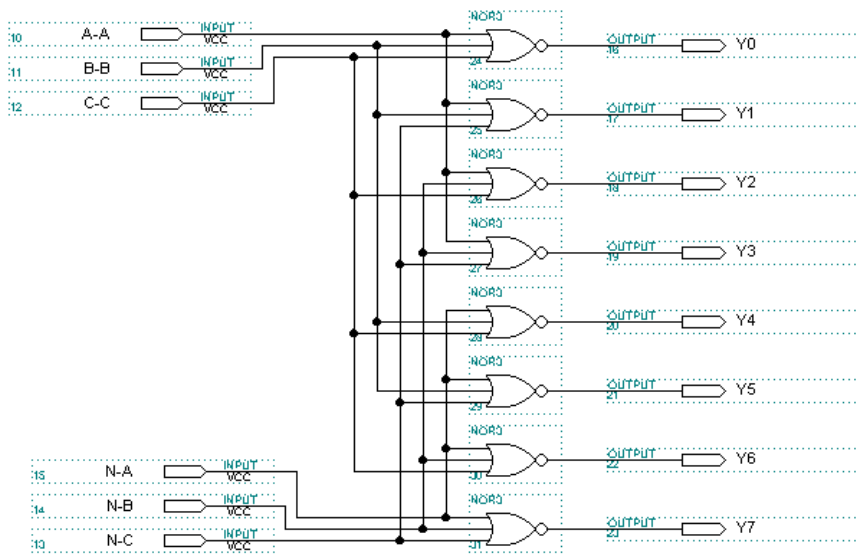 NOR3
10 A-A INPUT VCC
24 OUTPUT 16 Y0
11 B-B INPUT VCC
12 C-C INPUT VCC
NOR3
25 OUTPUT 17 Y1
NOR3
26 OUTPUT 18 Y2
NOR3
27 OUTPUT 19 Y3
NOR3
28 OUTPUT 20 Y4
NOR3
29 OUTPUT 21 Y5
NOR3
30 OUTPUT 22 Y6
15 N-A INPUT VCC
14 N-B INPUT VCC
NOR3
31 OUTPUT 23 Y7
13 N-C INPUT VCC